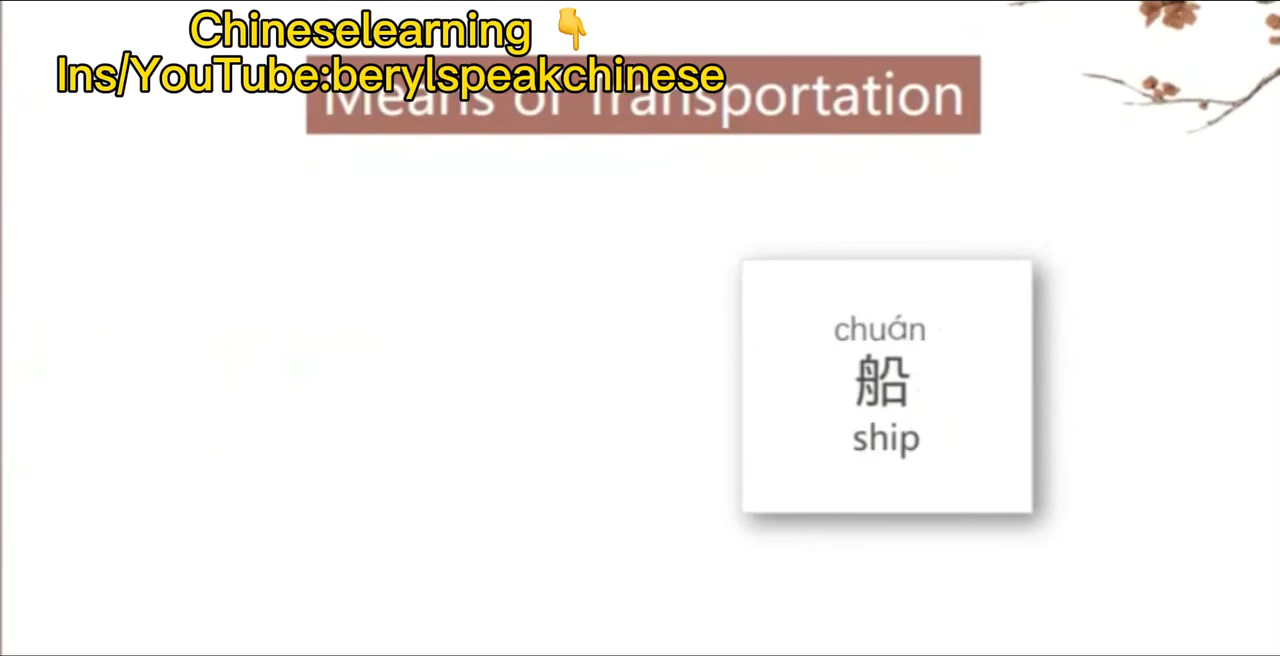 Chineselearning 👇
Ins/YouTube:berylspeakchinese
Means of Transportation
chuán
船
ship